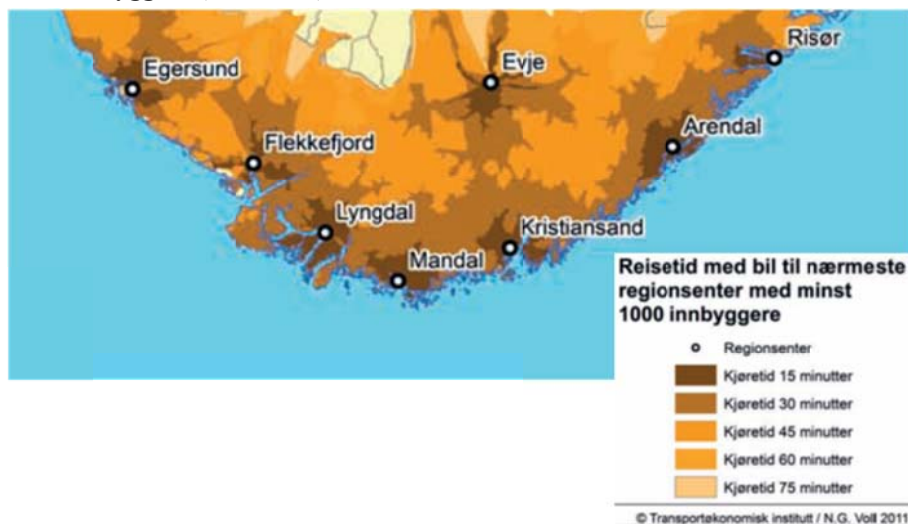 Risør
Evje
Egersund
Arendal
Flekkefjord
Lyngdal
Kristiansand
Mandal
Reisetid med bil til nærmeste
regionsenter med minst
1000 innbyggere
Regionsenter
Kjøretid 15 minutter
Kjøretid 30 minutter
Kjøretid 45 minutter
Kjøretid 60 minutter
Kjøretid 75 minutter
© Transportøkonomisk institutt / N.G. Voll 2011